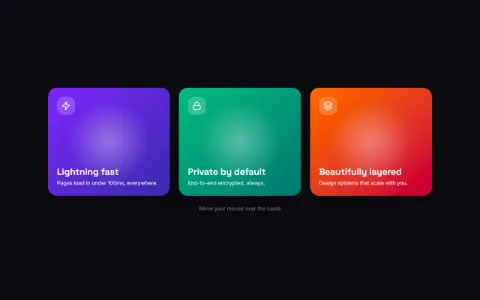 Lightning fast
Pages load in under 100ms, everywhere.
Private by default
End-to-end encrypted, always.
Beautifully layered
Design systems that scale with you.
Move your mouse over the cards